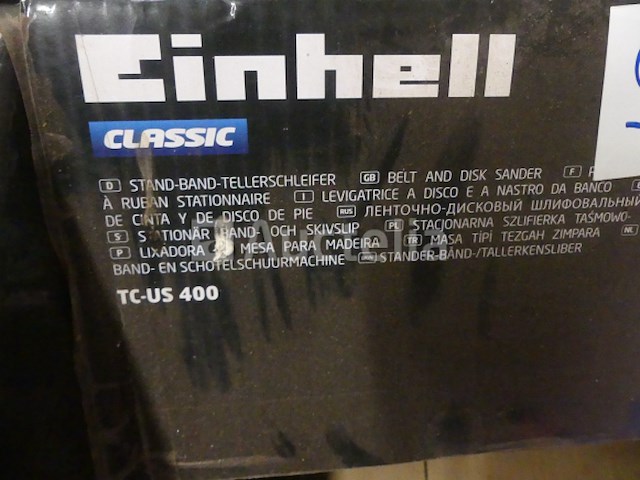 Einhell
CLASSIC
D STAND-BAND-TELLERSCHLEIFER GB BELT AND DISK SANDER F
À RUBAN STATIONNAIRE I LEVIGATRICE A DISCO E A NASTRO DA BANCO
DE CINTA Y DE DISCO DE PIE RUS ЛЕНТОЧНО-ДИСКОВЫЙ ШЛИФОВАЛЬНЫЙ
S STATIONÄR BAND- OCH SKIVSLIP PL STACJONARNA SZLIFIERKA TAŚMOWO-
P LIXADORA DE MESA PARA MADEIRA TR MASA TİPİ TEZGAH ZIMPARA NL
BAND- EN SCHOTELSCHUURMACHINE STANDER-BÅND-/TALLERKENSLIBER
TC-US 400